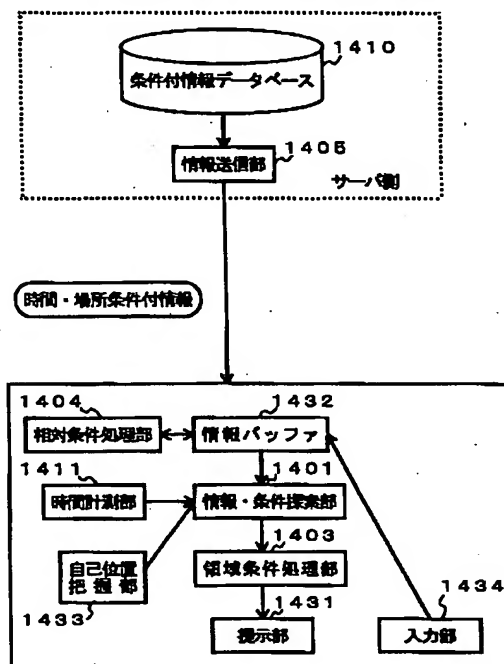 1410
条件付情報データベース
1405
情報送信部
サーバ側
時間・場所条件付情報
1404
1432
相対条件処理部
情報バッファ
1411
1401
時間計測部
情報・条件探索部
1403
自己位置
把握部
領域条件処理部
1433
1431
1434
提示部
入力部